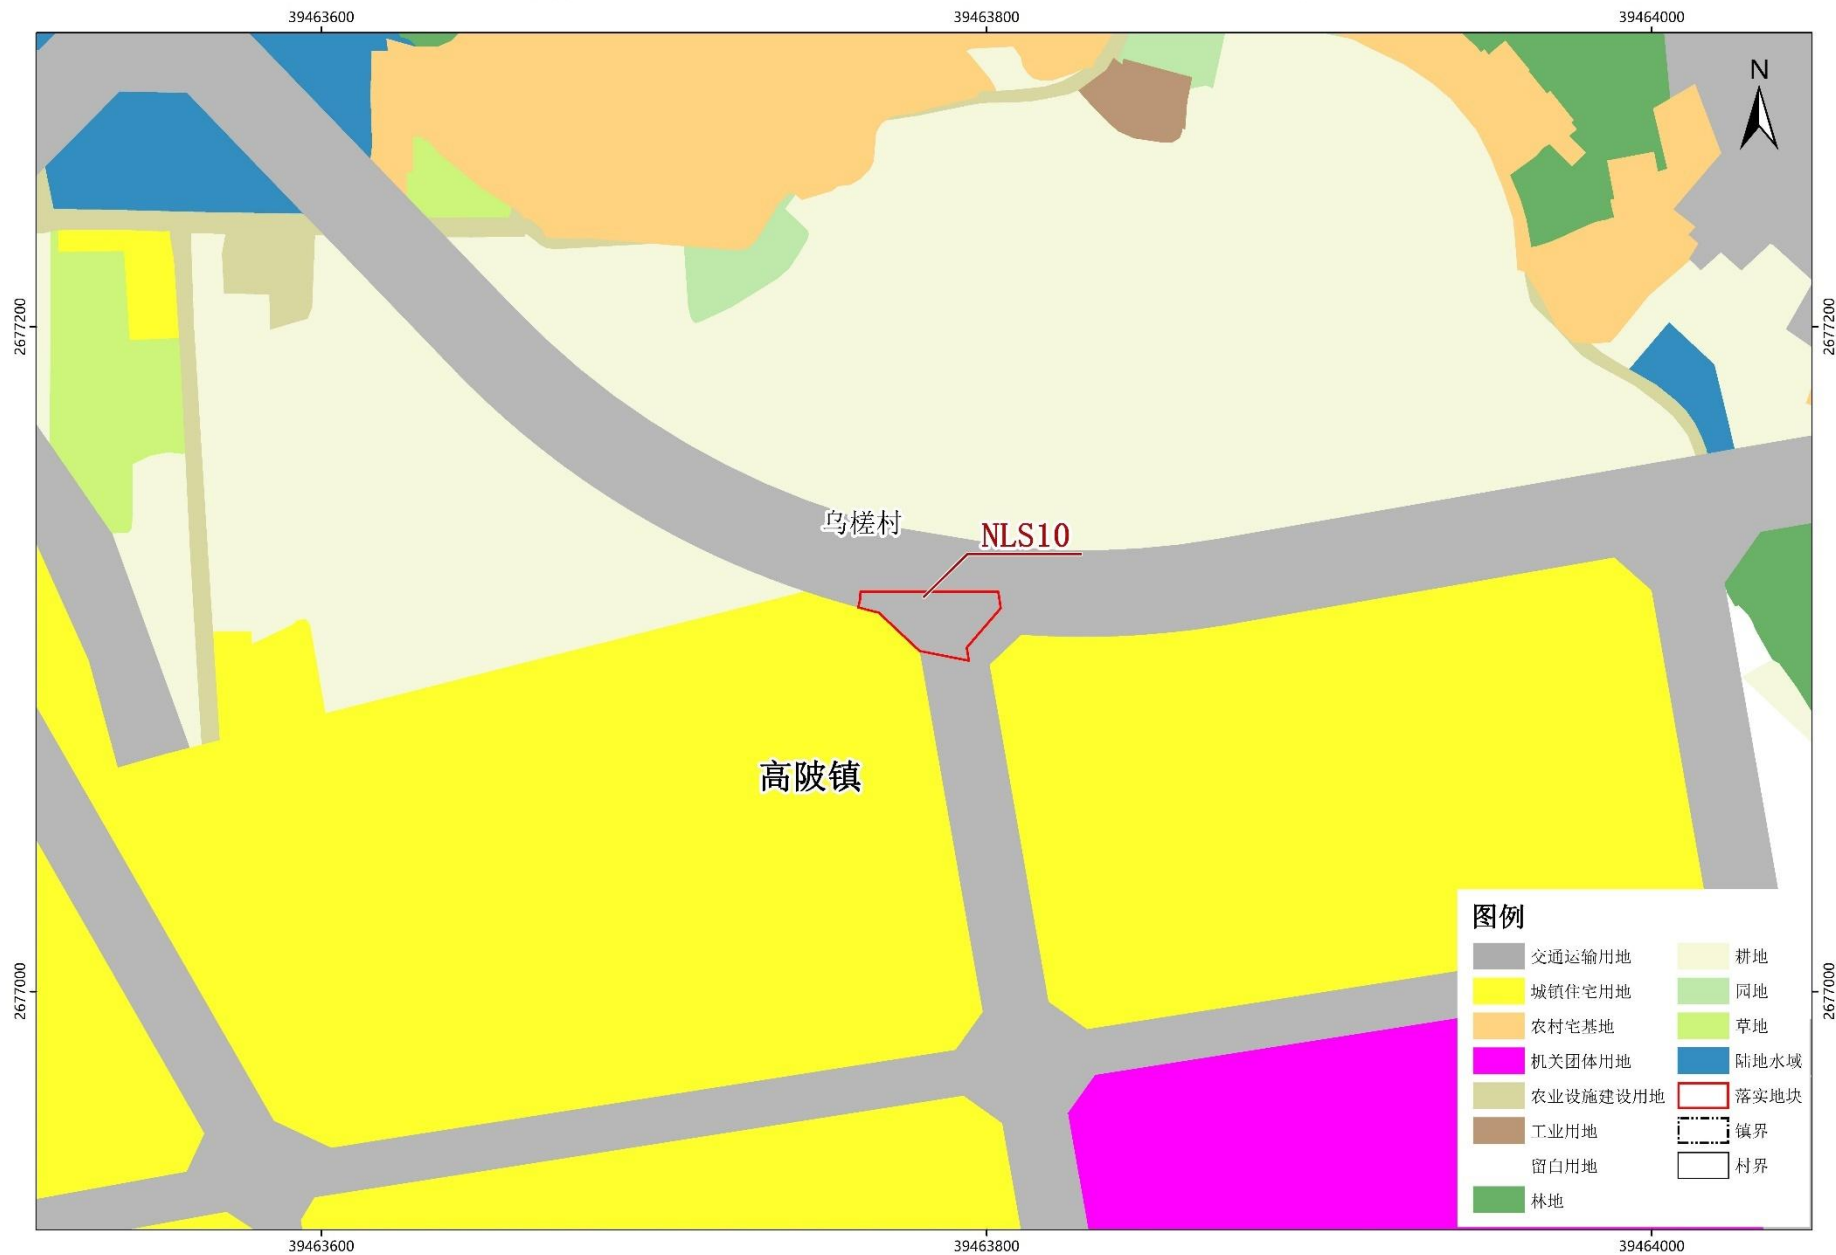 39463600
39463800
39464000
N
2677200
2677200
乌槎村
NLS10
高陂镇
2677000
2677000
图例
交通运输用地
耕地
城镇住宅用地
园地
农村宅基地
草地
机关团体用地
陆地水域
农业设施建设用地
落实地块
工业用地
镇界
留白用地
村界
林地
39463600
39463800
39464000